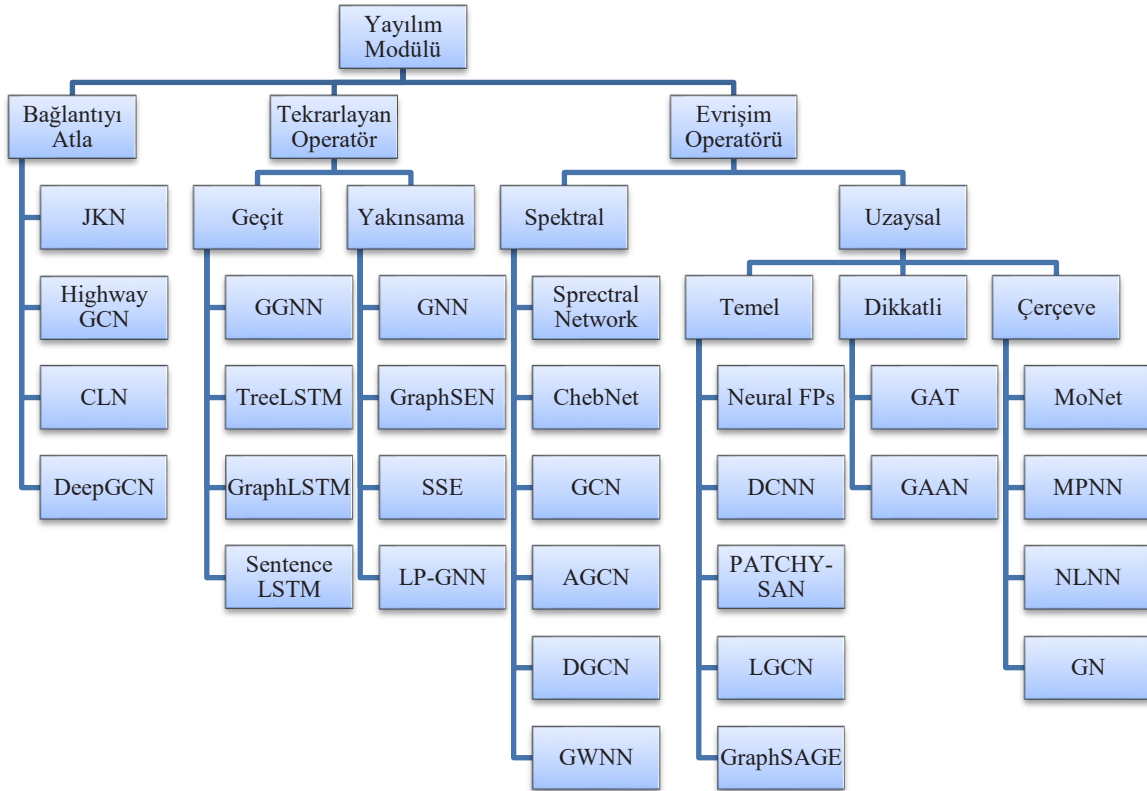 Yayılım
Modülü
Bağlantıyı
Atla
JKN
Highway
GCN
CLN
DeepGCN
Tekrarlayan
Operatör
Geçit
GGNN
TreeLSTM
GraphLSTM
Sentence
LSTM
Yakınsama
GNN
GraphSEN
SSE
LP-GNN
Evrişim
Operatörü
Spektral
Sprectral
Network
ChebNet
GCN
AGCN
DGCN
GWNN
Uzaysal
Temel
Neural FPs
DCNN
PATCHY-
SAN
LGCN
GraphSAGE
Dikkatli
GAT
GAAN
Çerçeve
MoNet
MPNN
NLNN
GN